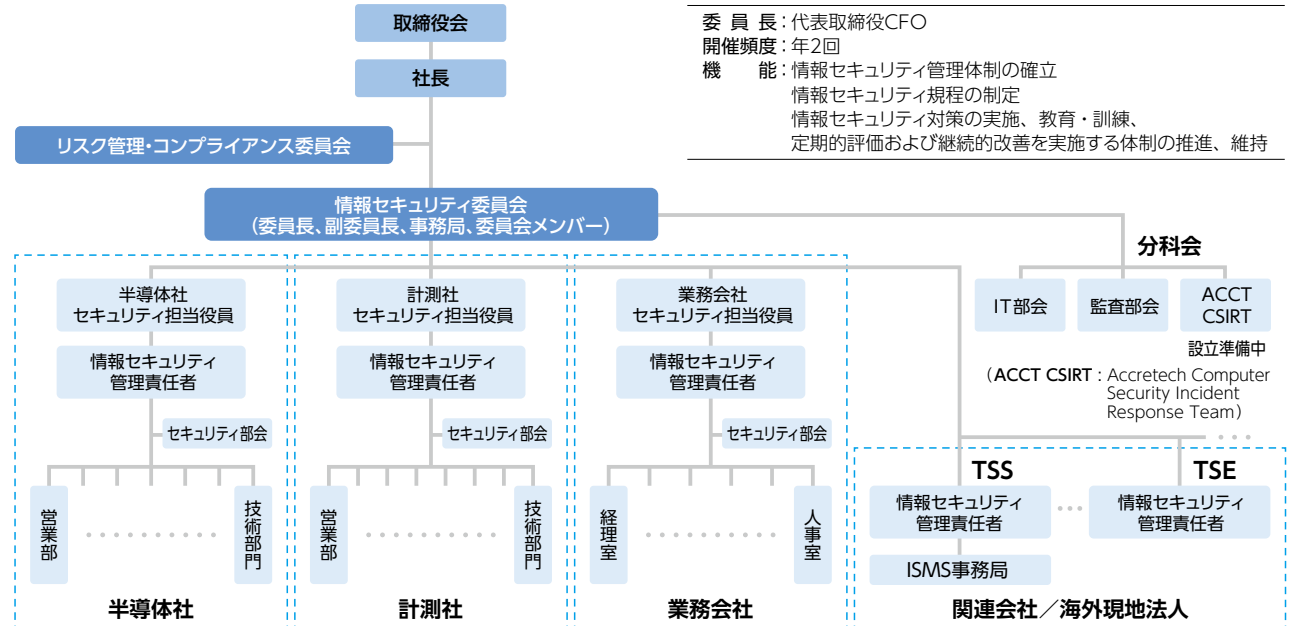 取締役会
社長
リスク管理・コンプライアンス委員会
情報セキュリティ委員会
（委員長、副委員長、事務局、委員会メンバー）
委員長：代表取締役CFO
開催頻度：年2回
機能：情報セキュリティ管理体制の確立
情報セキュリティ規程の制定
情報セキュリティ対策の実施、教育・訓練、
定期的評価および継続的改善を実施する体制の推進、維持
分科会
IT部会
監査部会
ACCT
CSIRT
設立準備中
（ACCT CSIRT：Accretech Computer
Security Incident
Response Team）
半導体社
セキュリティ担当役員
情報セキュリティ
管理責任者
セキュリティ部会
営業部
技術部門
半導体社
計測社
セキュリティ担当役員
情報セキュリティ
管理責任者
セキュリティ部会
営業部
技術部門
計測社
業務会社
セキュリティ担当役員
情報セキュリティ
管理責任者
セキュリティ部会
経理室
人事室
業務会社
TSS
情報セキュリティ
管理責任者
ISMS事務局
TSE
情報セキュリティ
管理責任者
関連会社／海外現地法人